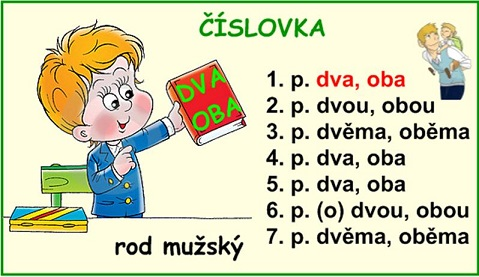 ČÍSLOVKA
DVA
OBA
1. p. dva, oba
2. p. dvou, obou
3. p. dvěma, oběma
4. p. dva, oba
5. p. dva, oba
6. p. (o) dvou, obou
7. p. dvěma, oběma
rod mužský